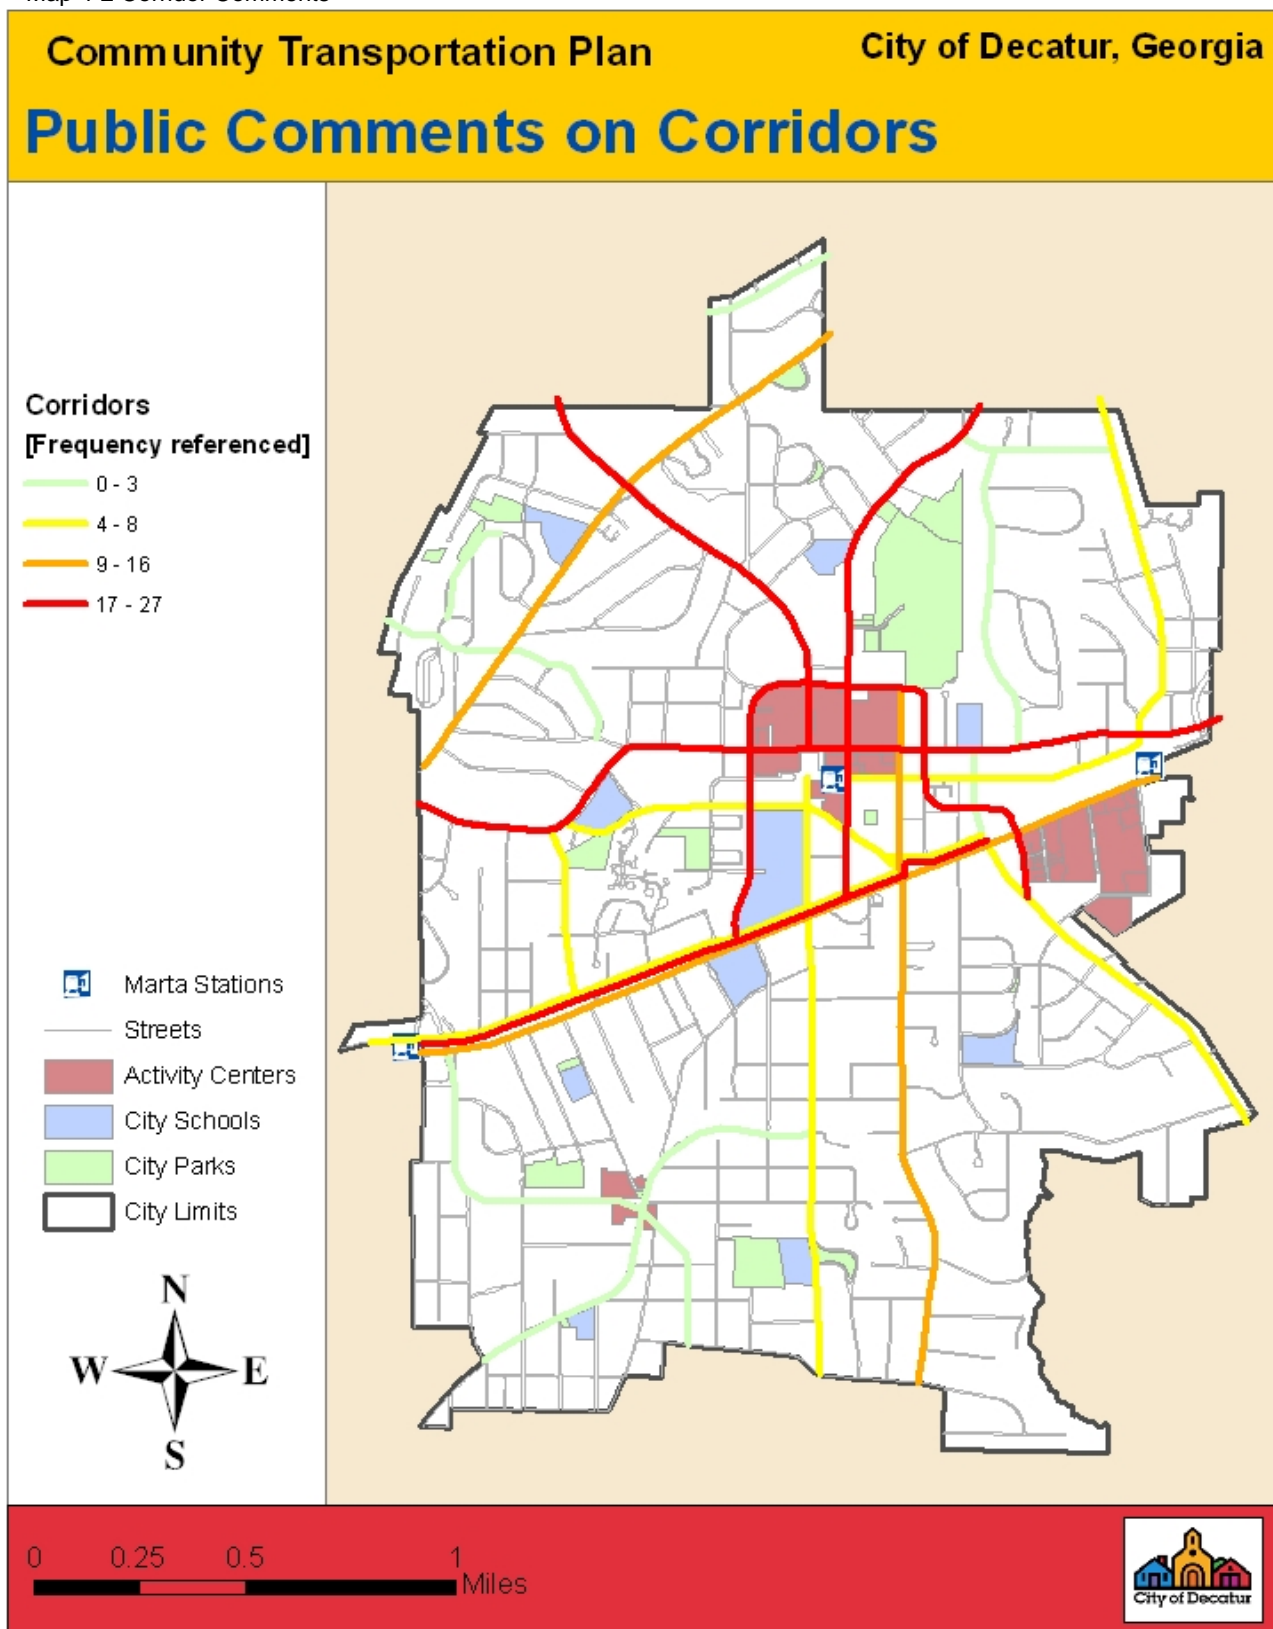 Community Transportation Plan
City of Decatur, Georgia
Public Comments on Corridors
Corridors
[Frequency referenced]
0 - 3
4 - 8
9 - 16
17 - 27
Marta Stations
Streets
Activity Centers
City Schools
City Parks
City Limits
N
W E
S
0 0.25 0.5 1
Miles
City of Decatur